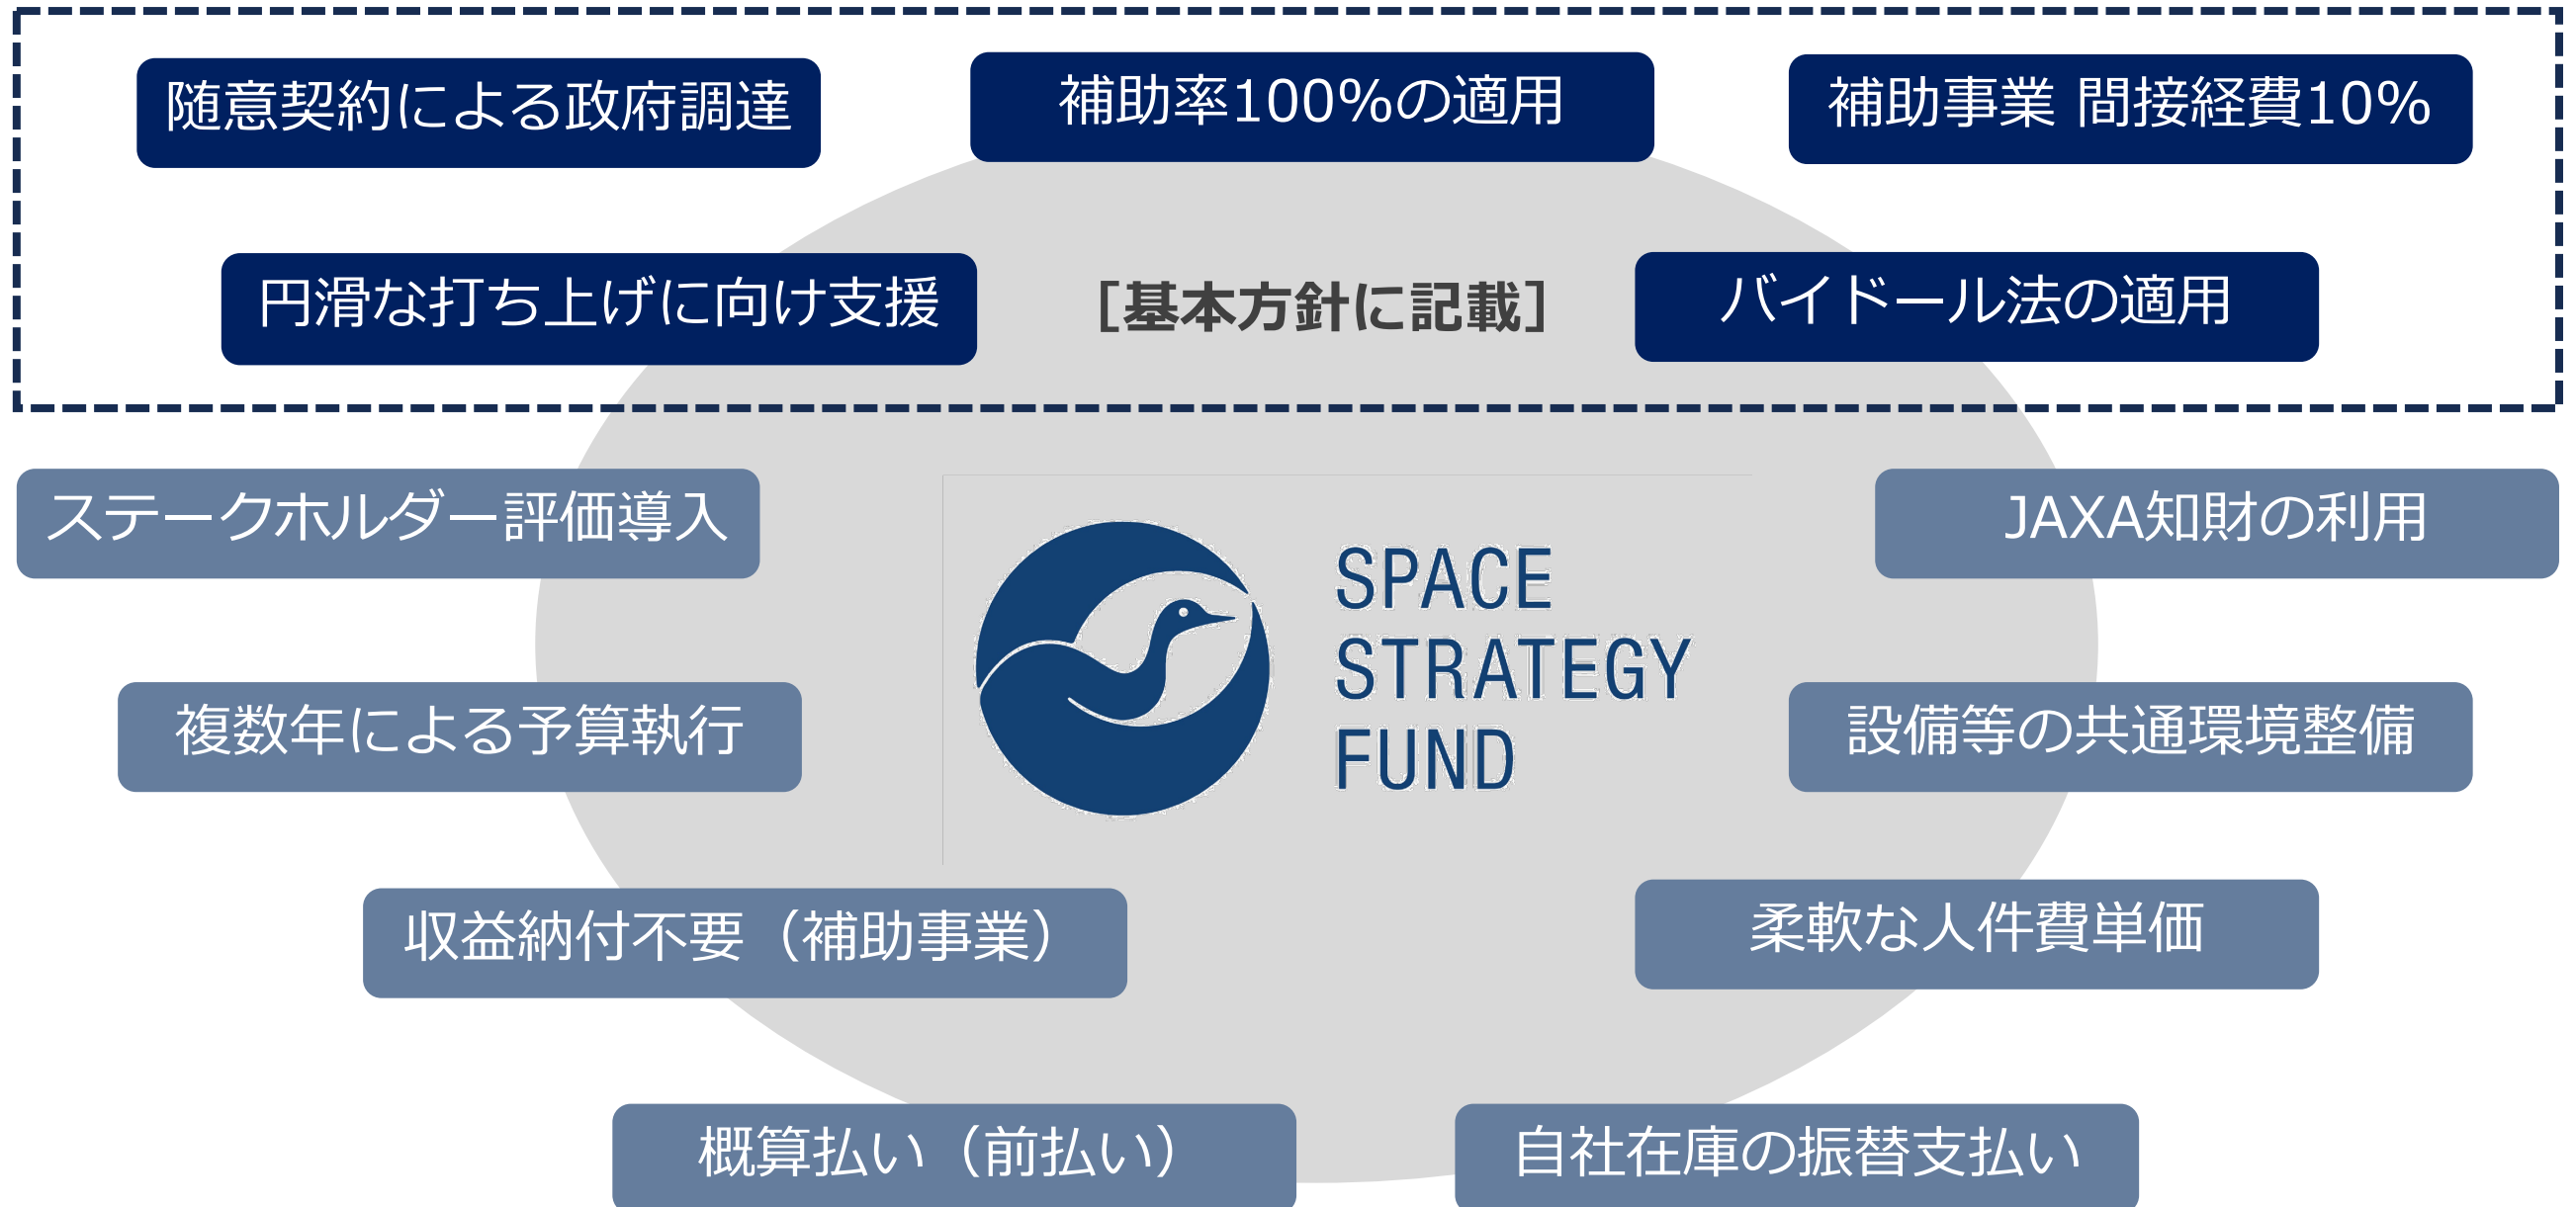 随意契約による政府調達
補助率100%の適用
補助事業 間接経費10%
円滑な打ち上げに向け支援
[基本方針に記載]
バイドール法の適用
ステークホルダー評価導入
JAXA知財の利用
SPACE
STRATEGY
FUND
複数年による予算執行
設備等の共通環境整備
収益納付不要（補助事業）
柔軟な人件費単価
概算払い（前払い）
自社在庫の振替支払い